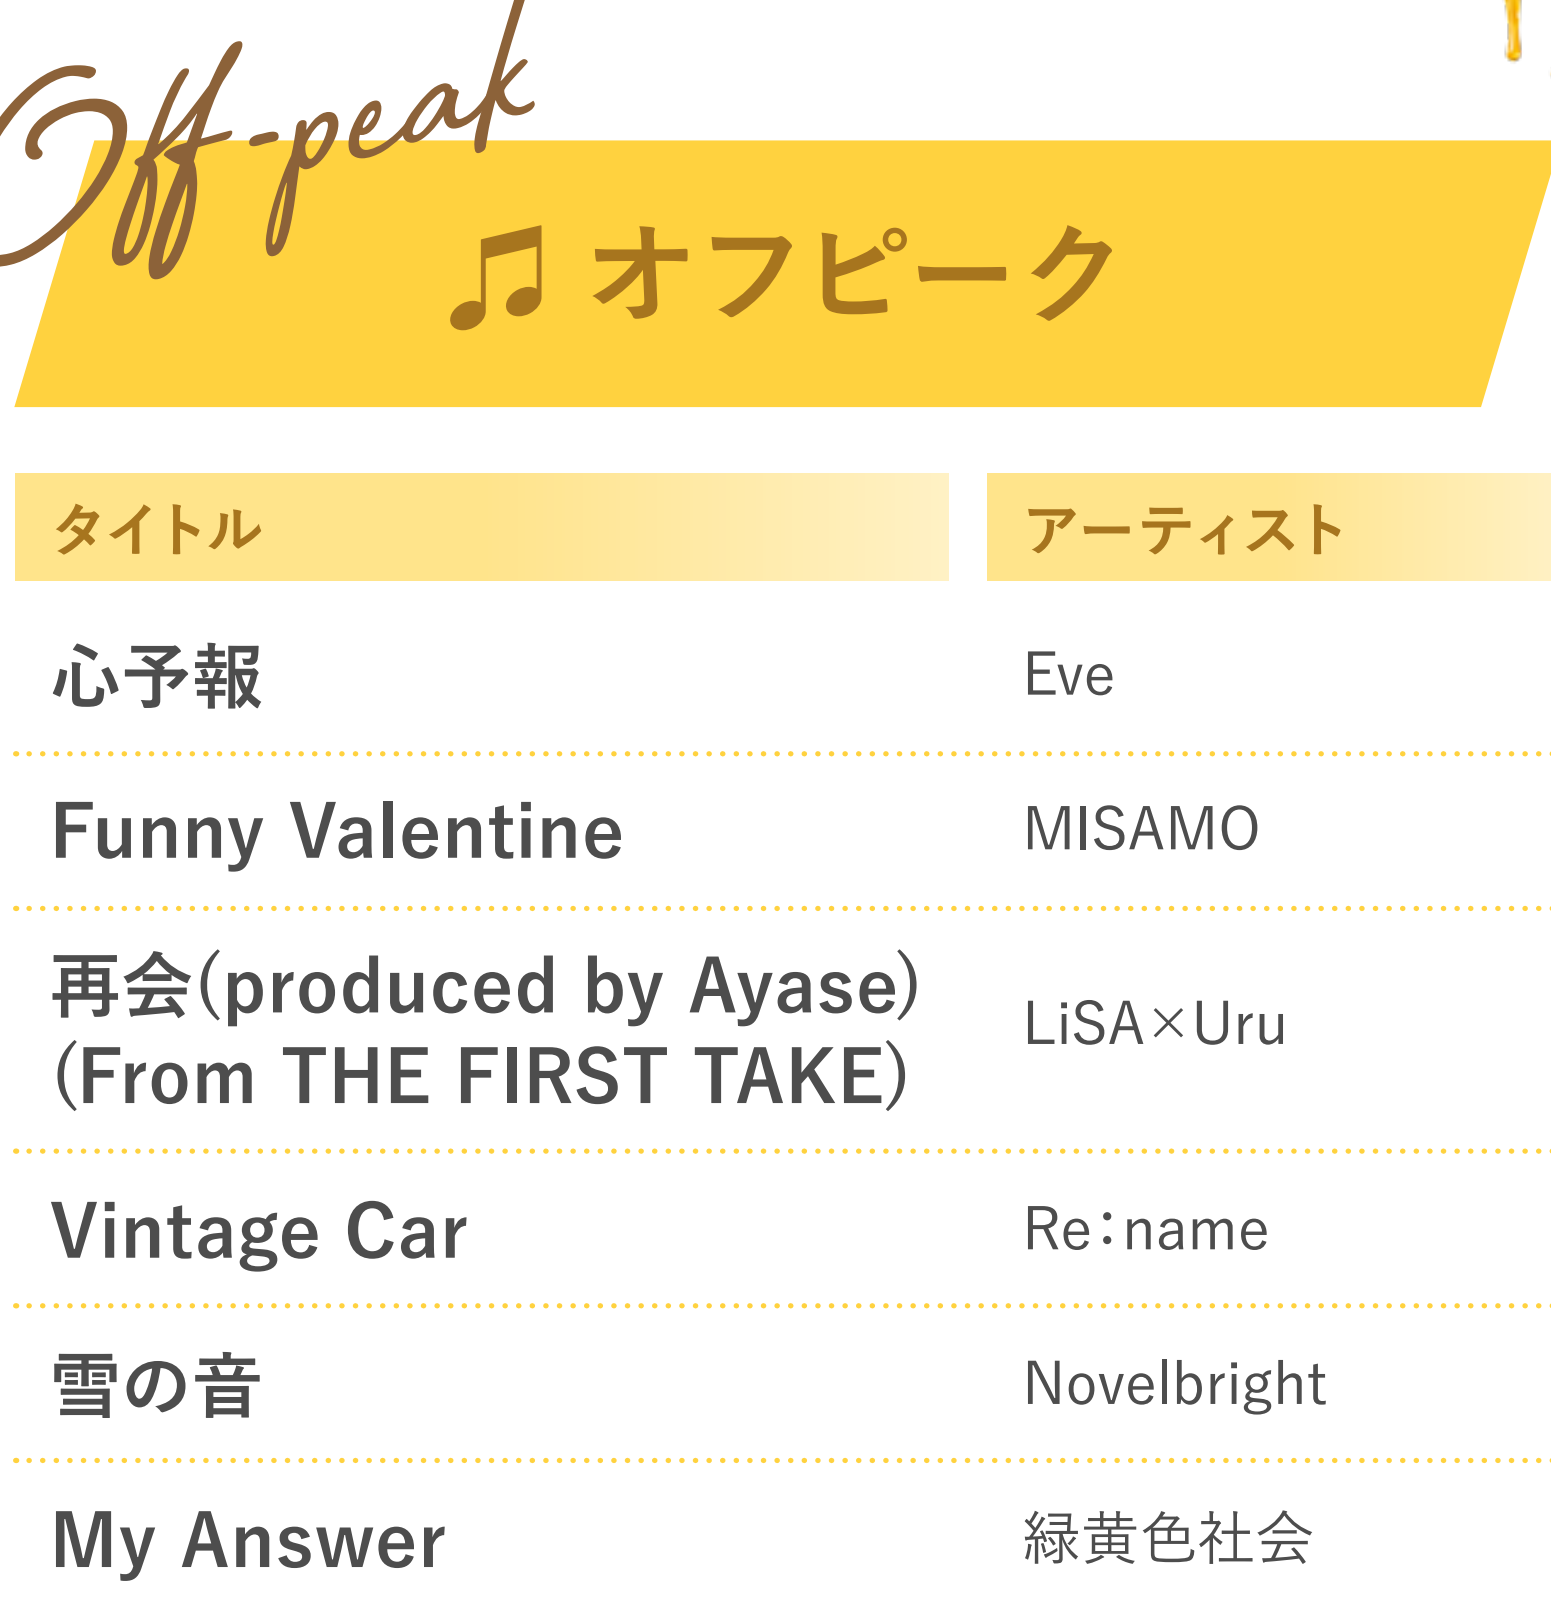 Off-peak
♫ オフピーク
タイトル アーティスト
心予報 Eve
Funny Valentine MISAMO
再会(produced by Ayase)
(From THE FIRST TAKE) LiSA×Uru
Vintage Car Re:name
雪の音 Novelbright
My Answer 緑黄色社会